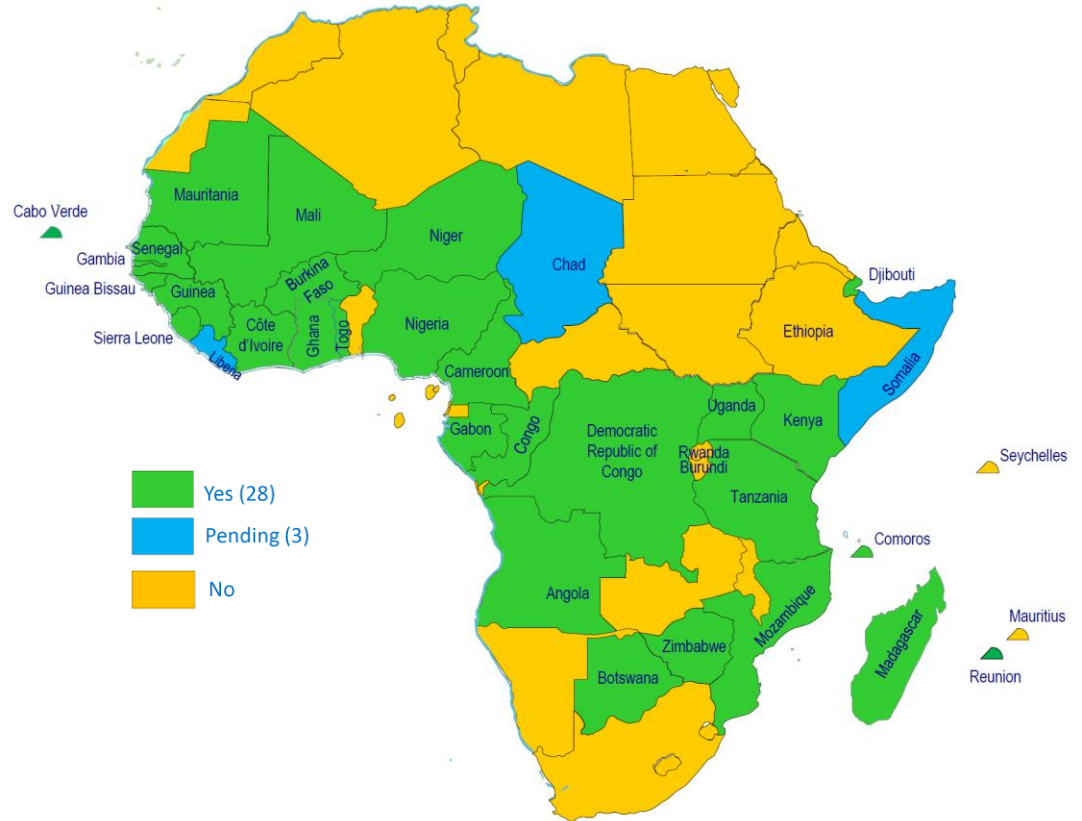 Mauritania
Cabo Verde
Mali
Niger
Senegal
Gambia
Chad
Djibouti
Guinea Bissau
Guinea
Burkina
Faso
Nigeria
Ethiopia
Sierra Leone
Côte
d'Ivoire
Ghana
Togo
Liberia
Somalia
Cameroon
Uganda
Kenya
Gabon
Congo
Democratic
Republic of
Congo
Rwanda
Burundi
Seychelles
Tanzania
Yes (28)
Pending (3)
No
Comoros
Angola
Mozambique
Mauritius
Madagascar
Zimbabwe
Botswana
Reunion